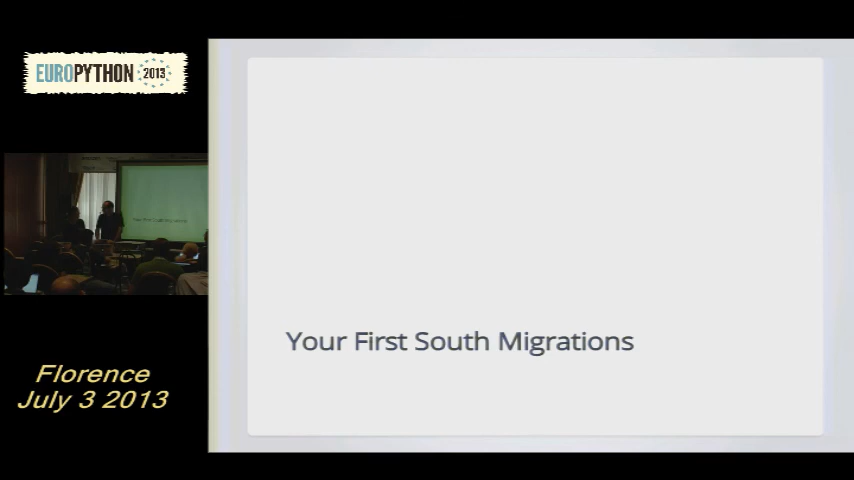 EUROPYTHON 2013
Your First South Migrations
Florence
July 3 2013